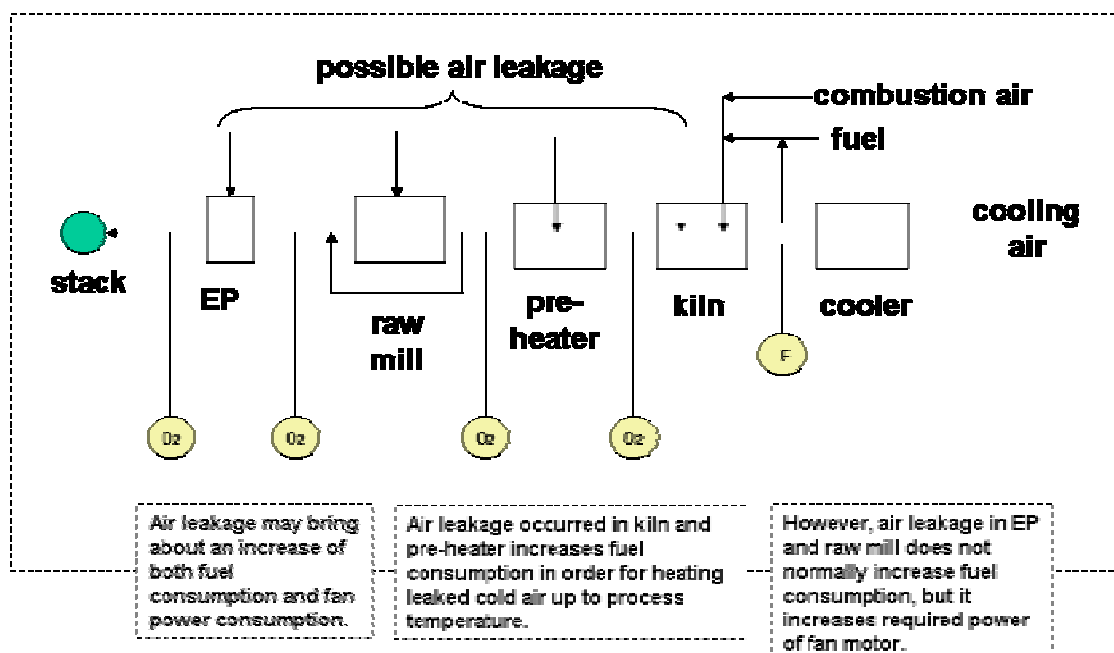 possible air leakage
combustion air
fuel
cooling
air
stack
EP
raw
mill
pre-
heater
kiln
cooler
F
O2
O2
O2
O2
Air leakage may bring
about an increase of
both fuel
consumption and fan
power consumption.
Air leakage occurred in kiln and
pre-heater increases fuel
consumption in order for heating
leaked cold air up to process
temperature.
However, air leakage in EP
and raw mill does not
normally increase fuel
consumption, but it
increases required power
of fan motor.